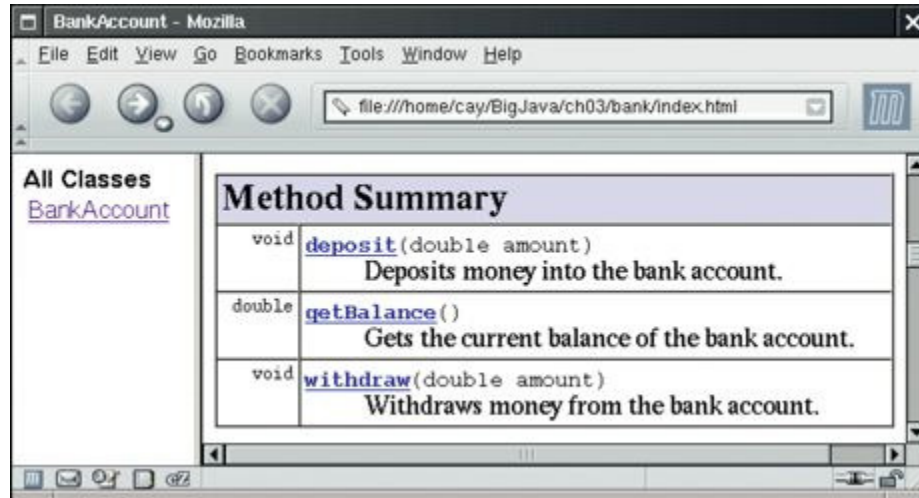 BankAccount - Mozilla
File Edit View Go Bookmarks Tools Window Help
file:///home/cay/BigJava/ch03/bank/index.html
All Classes
BankAccount
Method Summary
void deposit(double amount)
Deposits money into the bank account.
double getBalance()
Gets the current balance of the bank account.
void withdraw(double amount)
Withdraws money from the bank account.